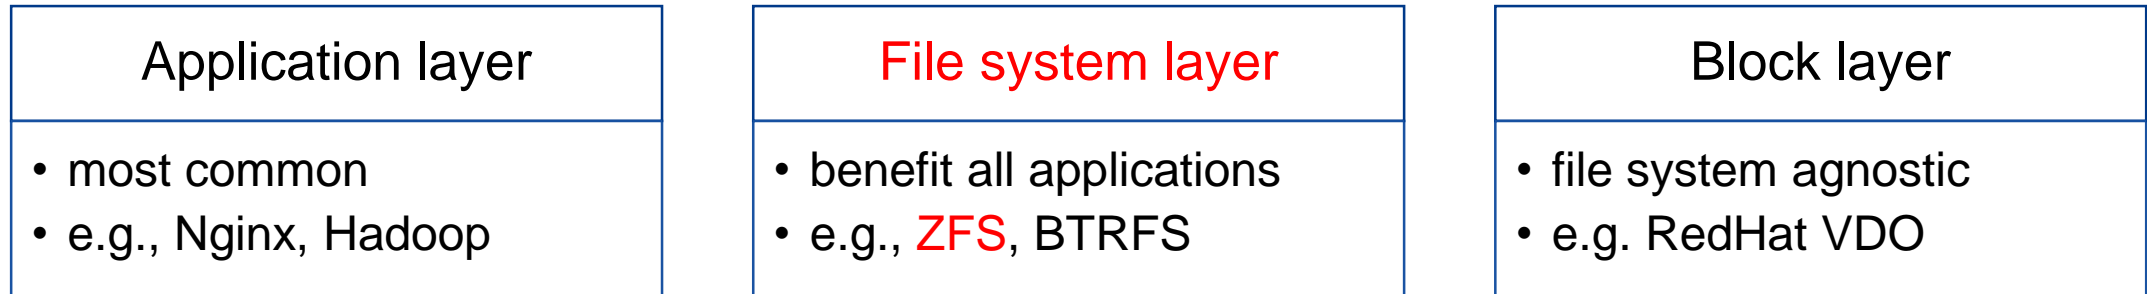 Application layer
• most common
• e.g., Nginx, Hadoop
File system layer
• benefit all applications
• e.g., ZFS, BTRFS
Block layer
• file system agnostic
• e.g. RedHat VDO